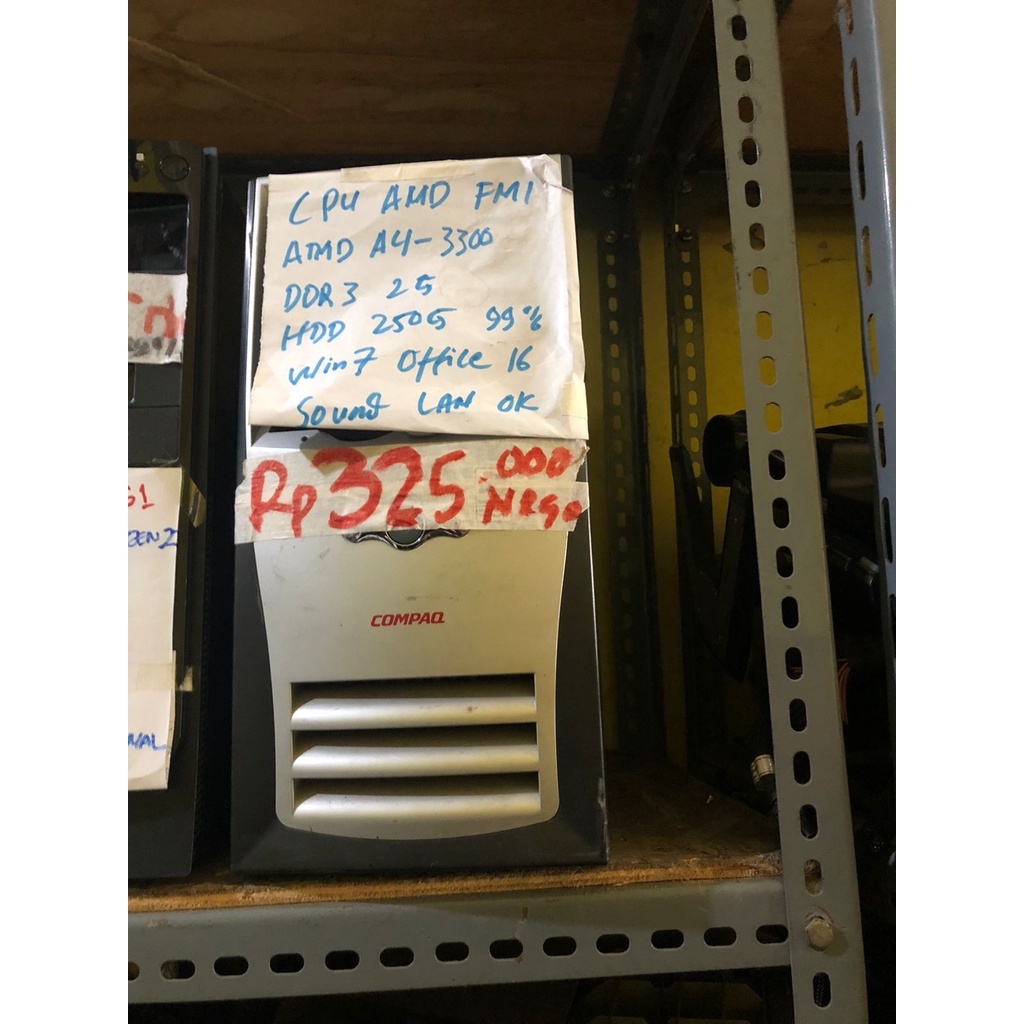 CPU AMD FM1
AMD A4-3300
DDR3 2G
HDD 250G 99%
Win7 Office 16
Sound LAN OK
Rp 325.000
Nego
COMPAQ